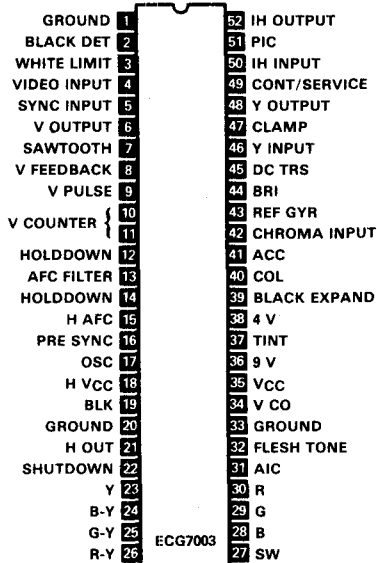 GROUND 1 52 IH OUTPUT
BLACK DET 2 51 PIC
WHITE LIMIT 3 50 IH INPUT
VIDEO INPUT 4 49 CONT/SERVICE
SYNC INPUT 5 48 Y OUTPUT
V OUTPUT 6 47 CLAMP
SAWTOOTH 7 46 Y INPUT
V FEEDBACK 8 45 DC TRS
V PULSE 9 44 BRI
V COUNTER { 10 43 REF GYR
11 42 CHROMA INPUT
HOLDDOWN 12 41 ACC
AFC FILTER 13 40 COL
HOLDDOWN 14 39 BLACK EXPAND
H AFC 15 38 4 V
PRE SYNC 16 37 TINT
OSC 17 36 9 V
H VCC 18 35 VCC
BLK 19 34 V CO
GROUND 20 33 GROUND
H OUT 21 32 FLESH TONE
SHUTDOWN 22 31 AIC
Y 23 30 R
B-Y 24 29 G
G-Y 25 28 B
R-Y 26 ECG7003 27 SW